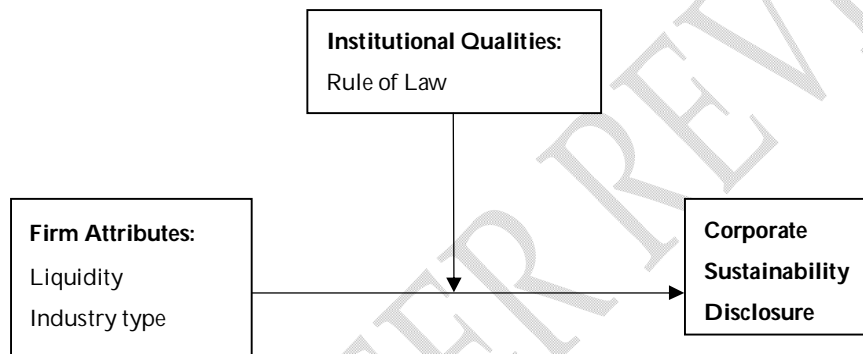 Institutional Qualities:
Rule of Law
Firm Attributes:
Liquidity
Industry type
Corporate
Sustainability
Disclosure